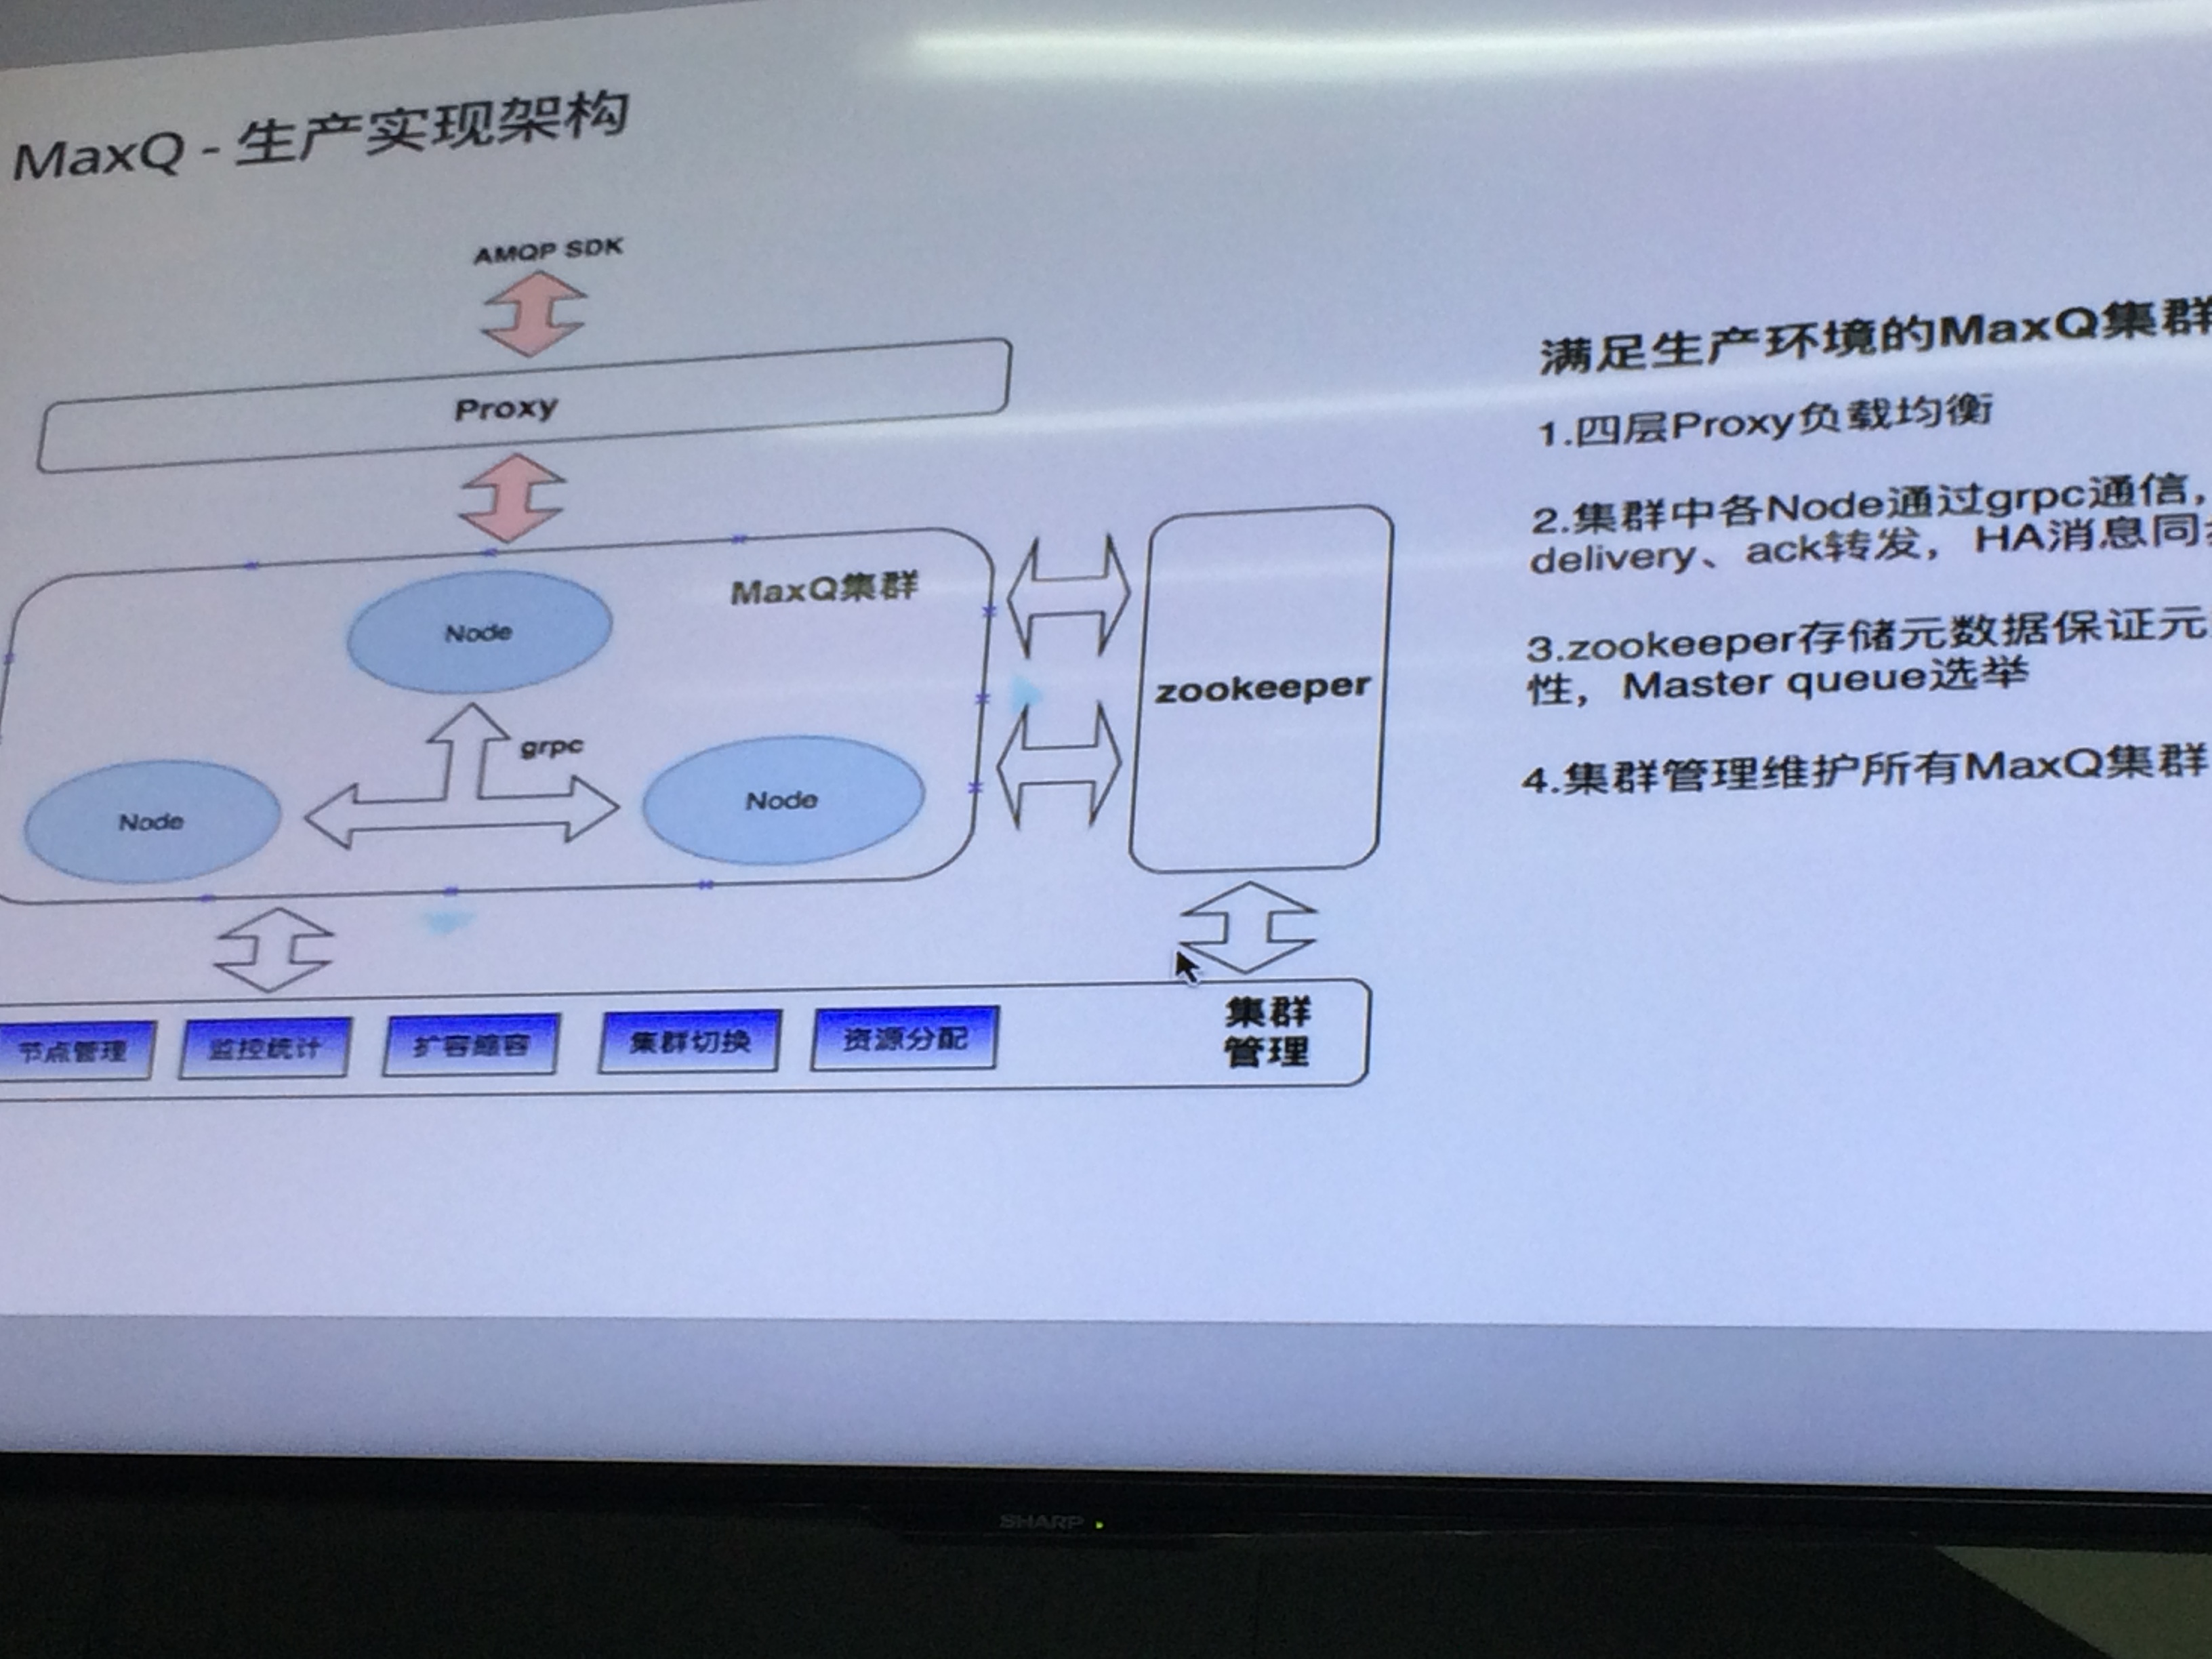 MaxQ - 生产实现架构
AMQP SDK
Proxy
MaxQ集群
Node
grpc
Node
Node
zookeeper
节点管理
监控统计
扩容缩容
集群切换
资源分配
集群
管理
满足生产环境的MaxQ集群
1.四层Proxy负载均衡
2.集群中各Node通过grpc通信，
delivery、ack转发，HA消息同
3.zookeeper存储元数据保证元
性，Master queue选举
4.集群管理维护所有MaxQ集群
SHARP